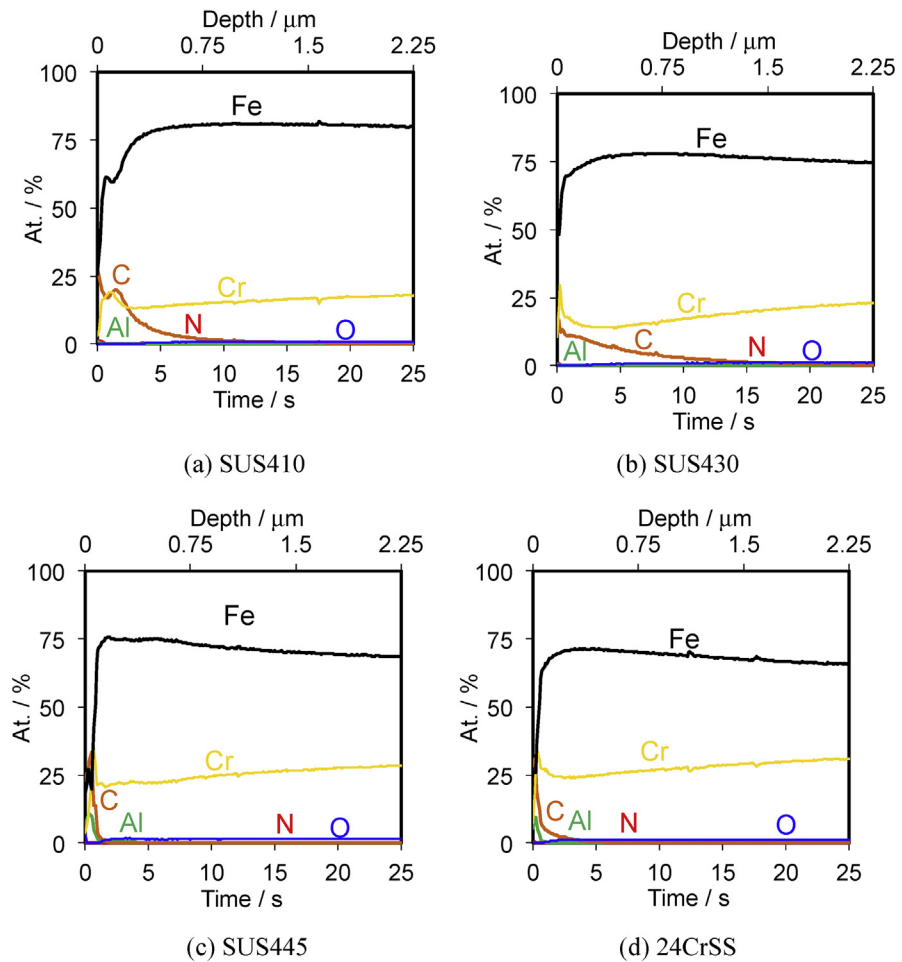 Depth / μm
0 0.75 1.5 2.25
100
75
50
25
0
At. / %
Fe
C
Cr
Al
N
O
0 5 10 15 20 25
Time / s
(a) SUS410
Depth / μm
0 0.75 1.5 2.25
100
75
50
25
0
At. / %
Fe
Cr
Al
C
N
O
0 5 10 15 20 25
Time / s
(b) SUS430
Depth / μm
0 0.75 1.5 2.25
100
75
50
25
0
At. / %
Fe
Cr
C
Al
N
O
0 5 10 15 20 25
Time / s
(c) SUS445
Depth / μm
0 0.75 1.5 2.25
100
75
50
25
0
At. / %
Fe
Cr
C
Al
N
O
0 5 10 15 20 25
Time / s
(d) 24CrSS